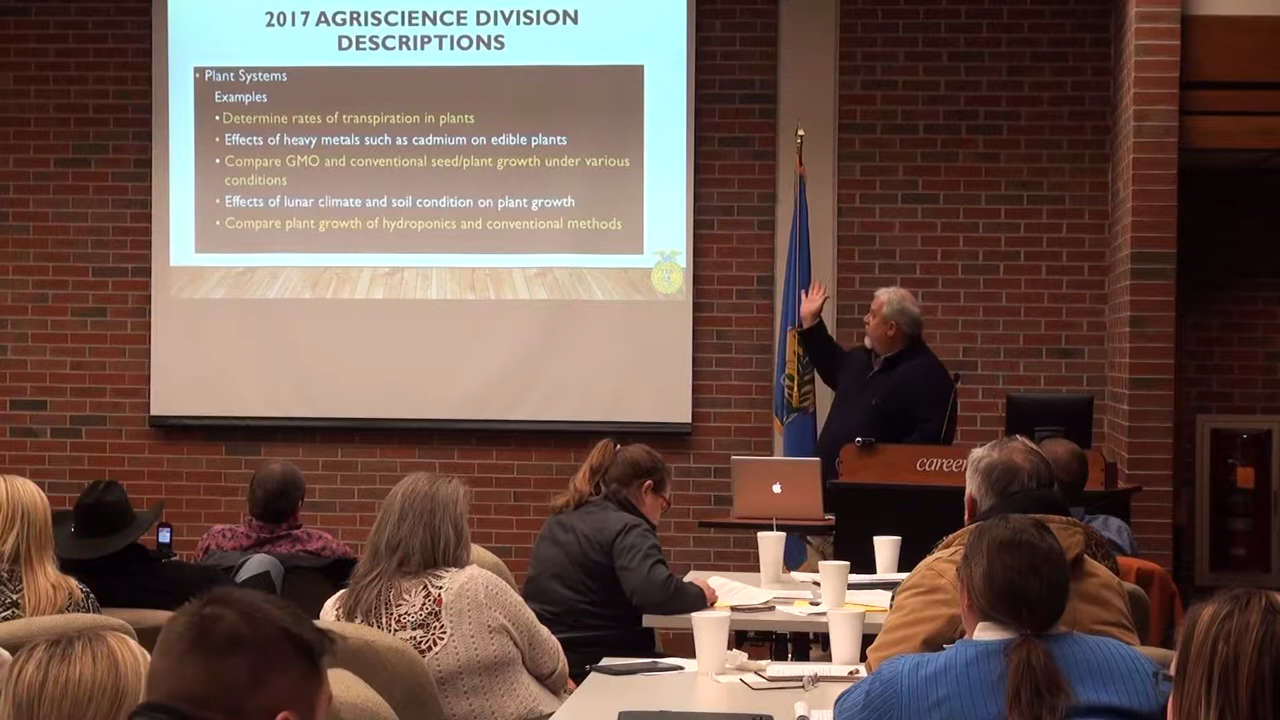 2017 AGRISCIENCE DIVISION
DESCRIPTIONS
• Plant Systems
Examples
• Determine rates of transpiration in plants
• Effects of heavy metals such as cadmium on edible plants
• Compare GMO and conventional seed/plant growth under various
conditions
• Effects of lunar climate and soil condition on plant growth
• Compare plant growth of hydroponics and conventional methods
career